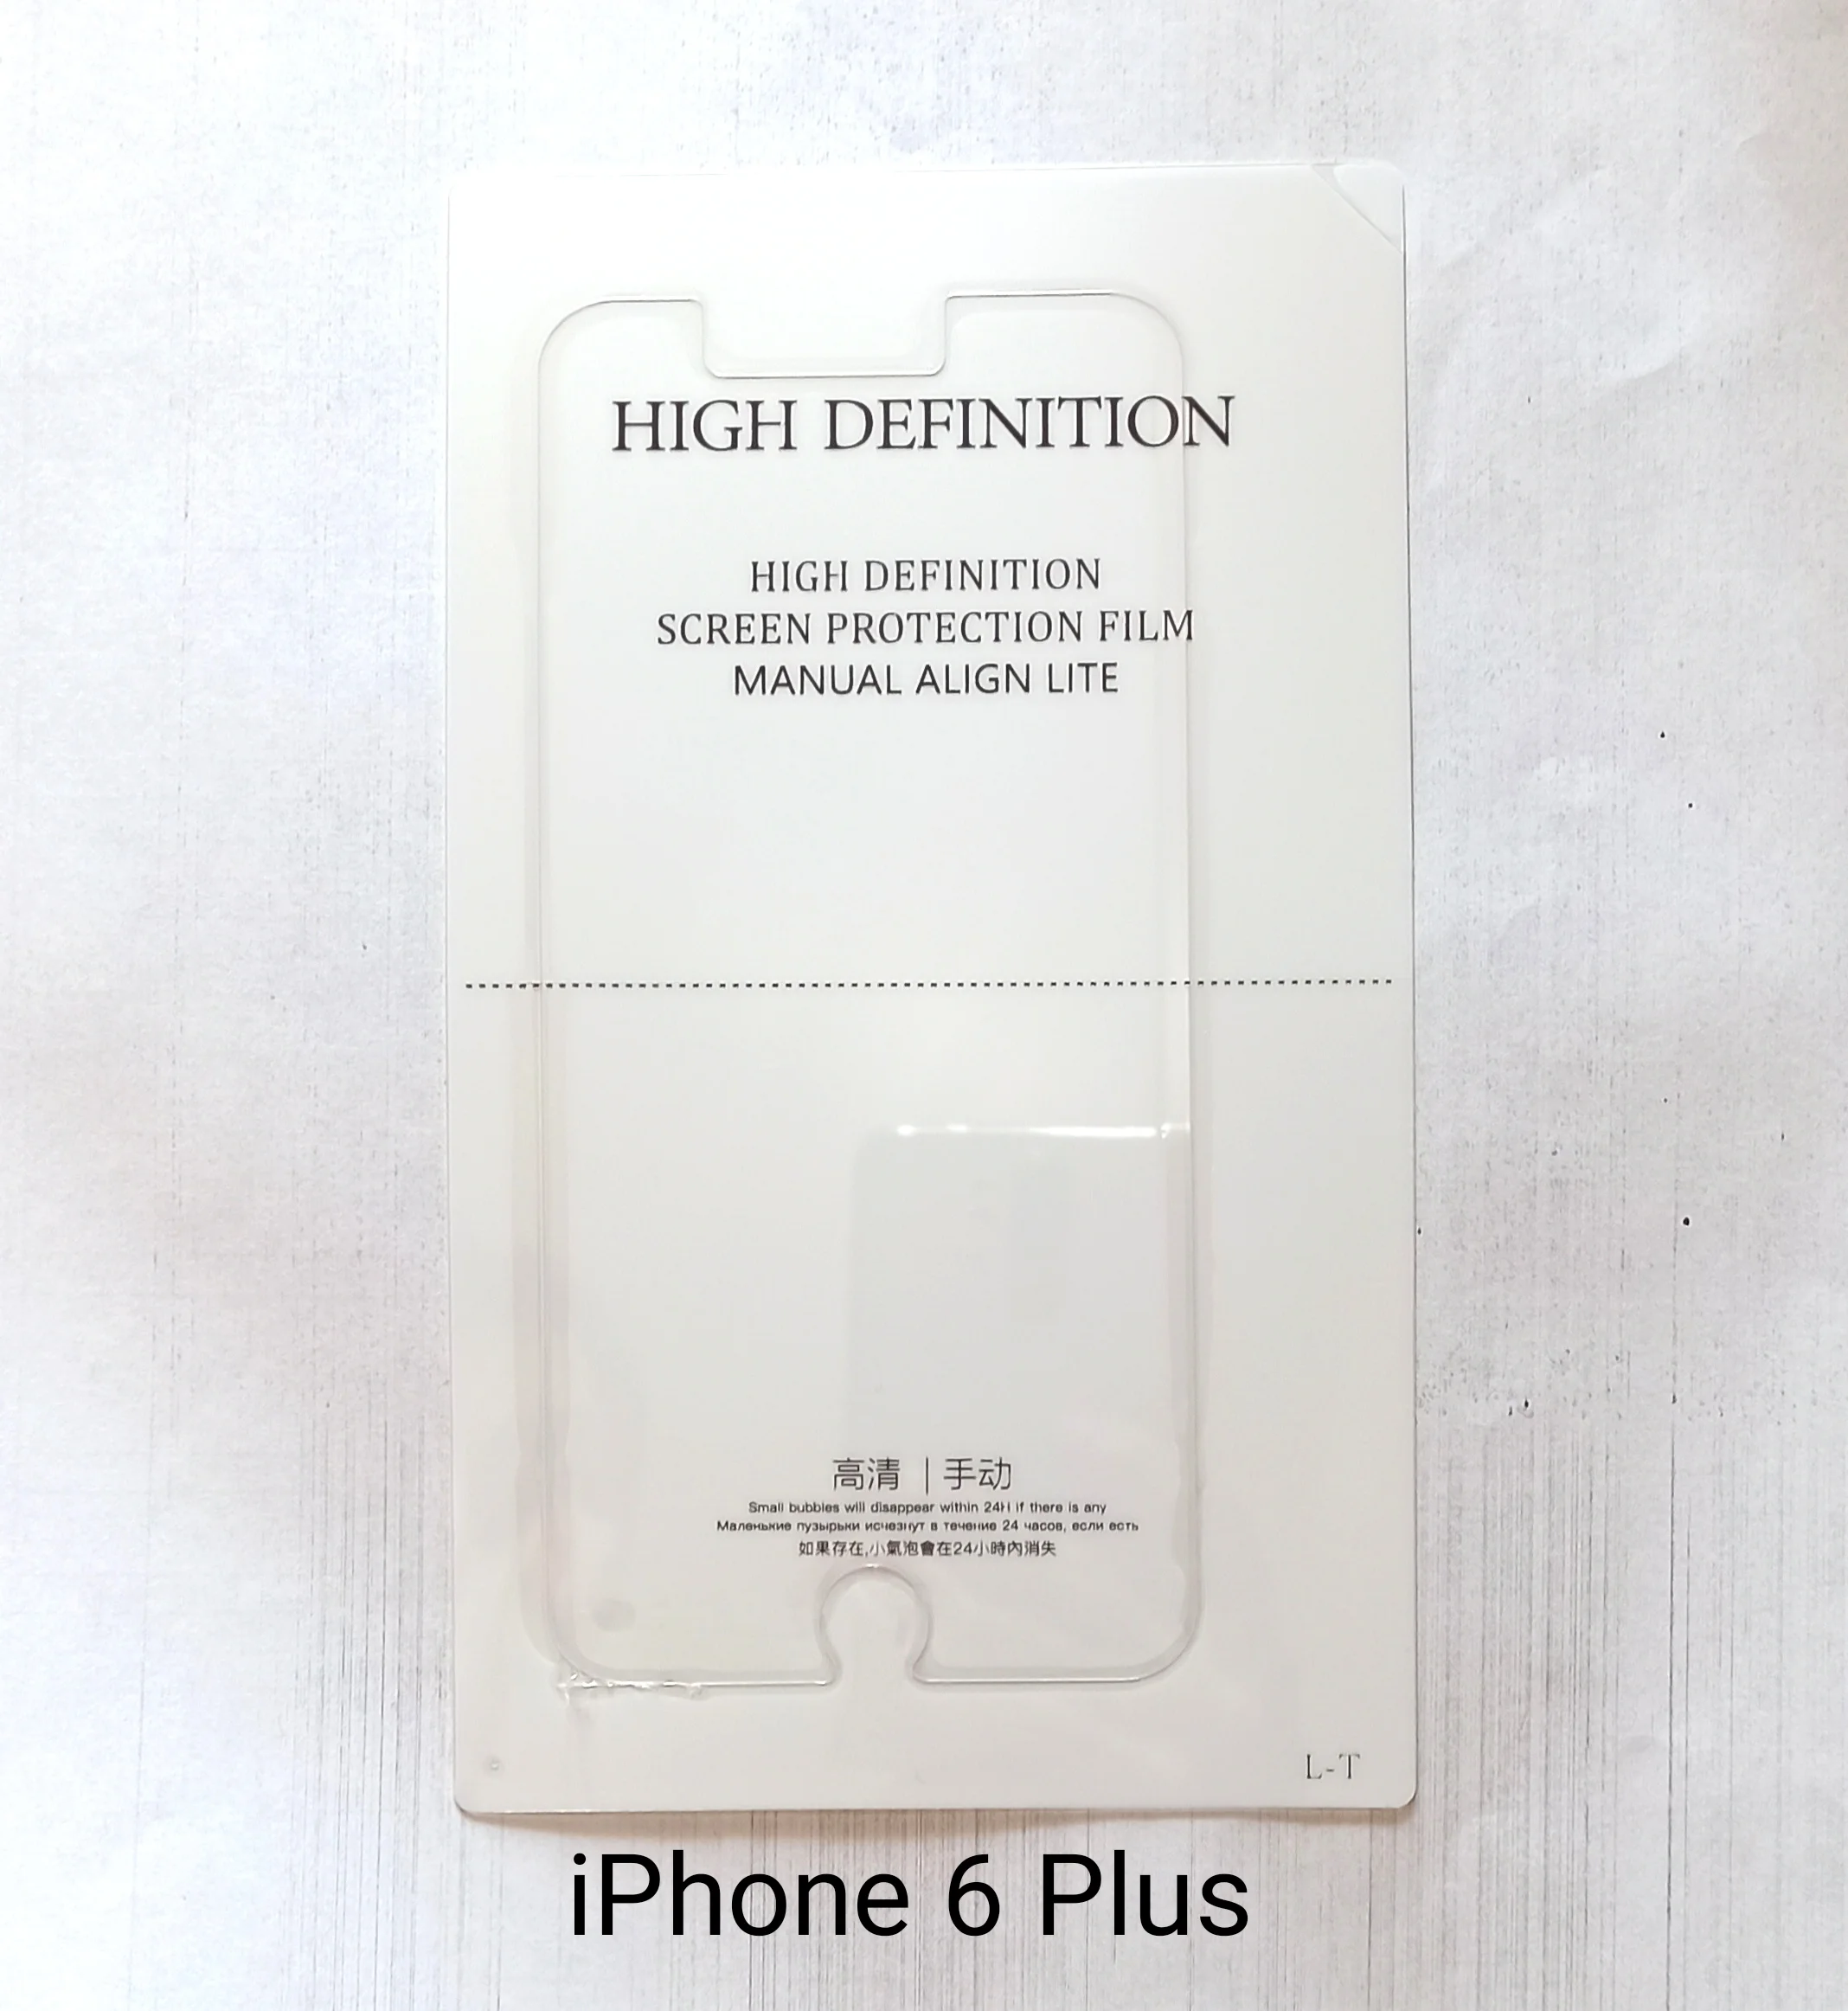 HIGH DEFINITION
HIGH DEFINITION
SCREEN PROTECTION FILM
MANUAL ALIGN LITE
高清 | 手动
Small bubbles will disappear within 24H if there is any
Маленькие пузырьки исчезнут в течение 24 часов, если есть
如果存在,小氣泡會在24小時內消失
L-T
iPhone 6 Plus